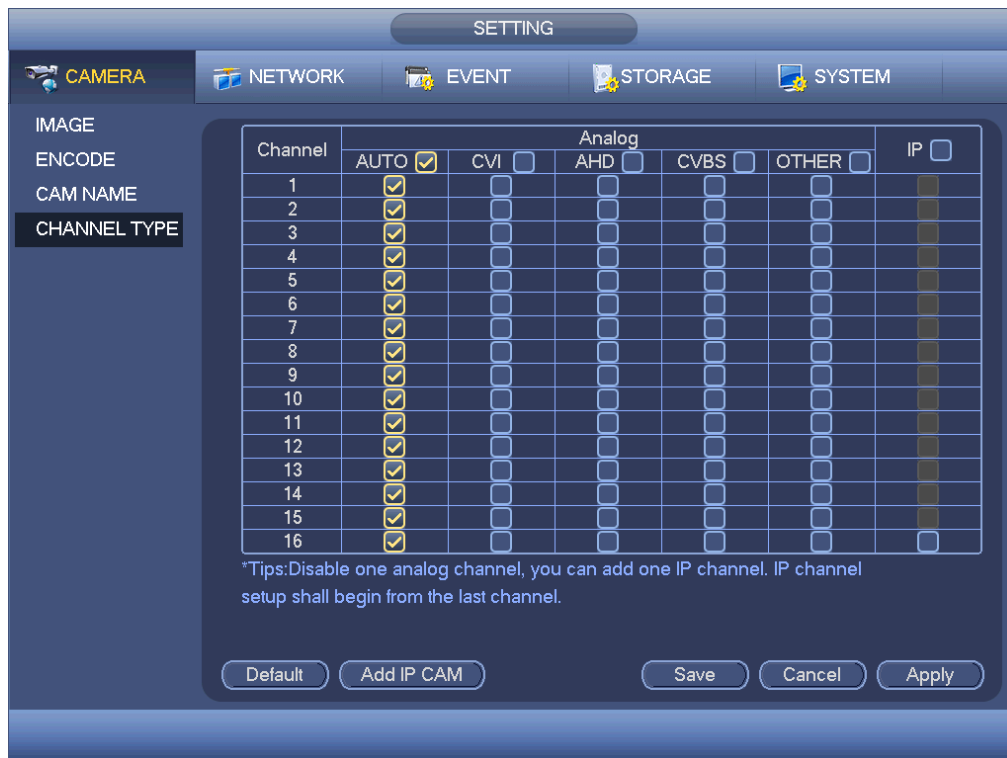 SETTING
CAMERA NETWORK EVENT STORAGE SYSTEM
IMAGE
ENCODE
CAM NAME
CHANNEL TYPE
Channel Analog IP
AUTO CVI AHD CVBS OTHER
1
2
3
4
5
6
7
8
9
10
11
12
13
14
15
16
*Tips:Disable one analog channel, you can add one IP channel. IP channel
setup shall begin from the last channel.
Default Add IP CAM Save Cancel Apply